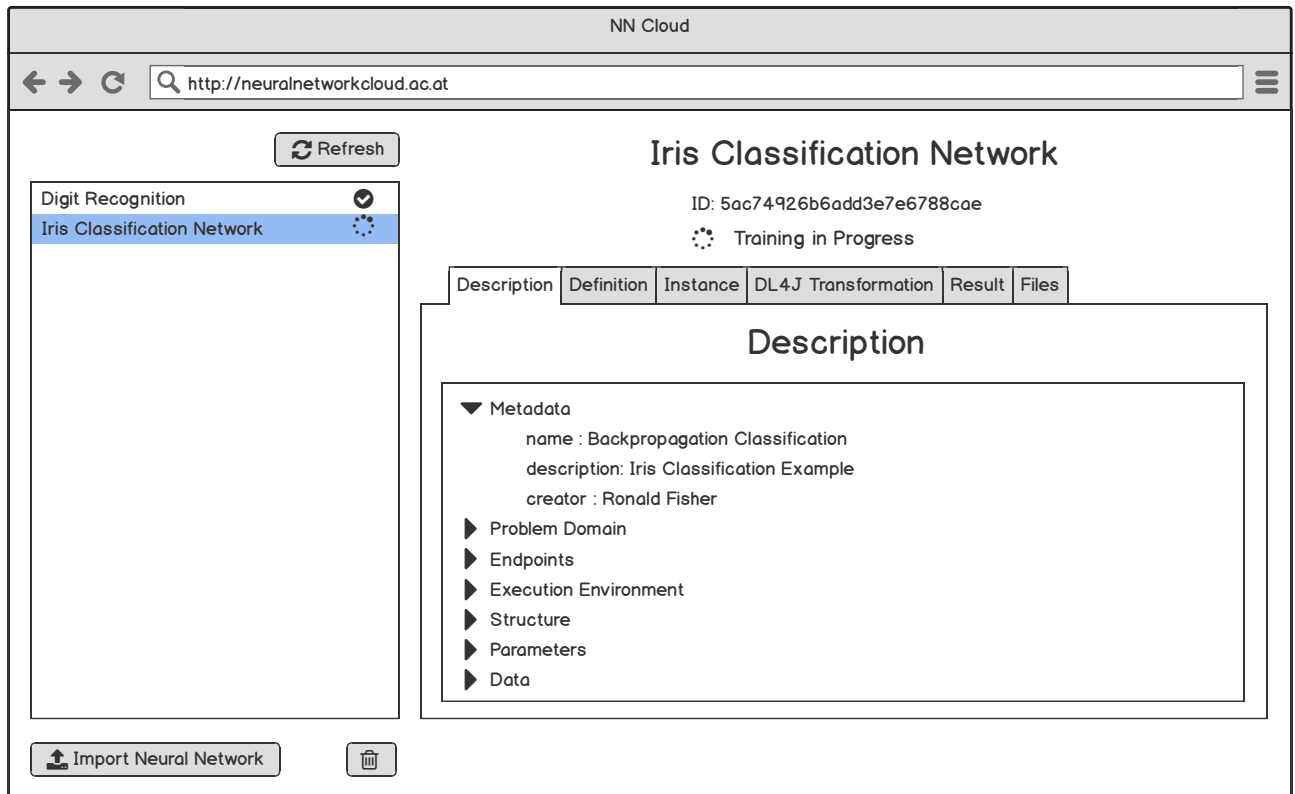 NN Cloud
http://neuralnetworkcloud.ac.at
Refresh
Digit Recognition
Iris Classification Network
Import Neural Network
Iris Classification Network
ID: 5ac74926b6add3e7e6788cae
Training in Progress
Description Definition Instance DL4J Transformation Result Files
Description
Metadata
name : Backpropagation Classification
description: Iris Classification Example
creator : Ronald Fisher
Problem Domain
Endpoints
Execution Environment
Structure
Parameters
Data